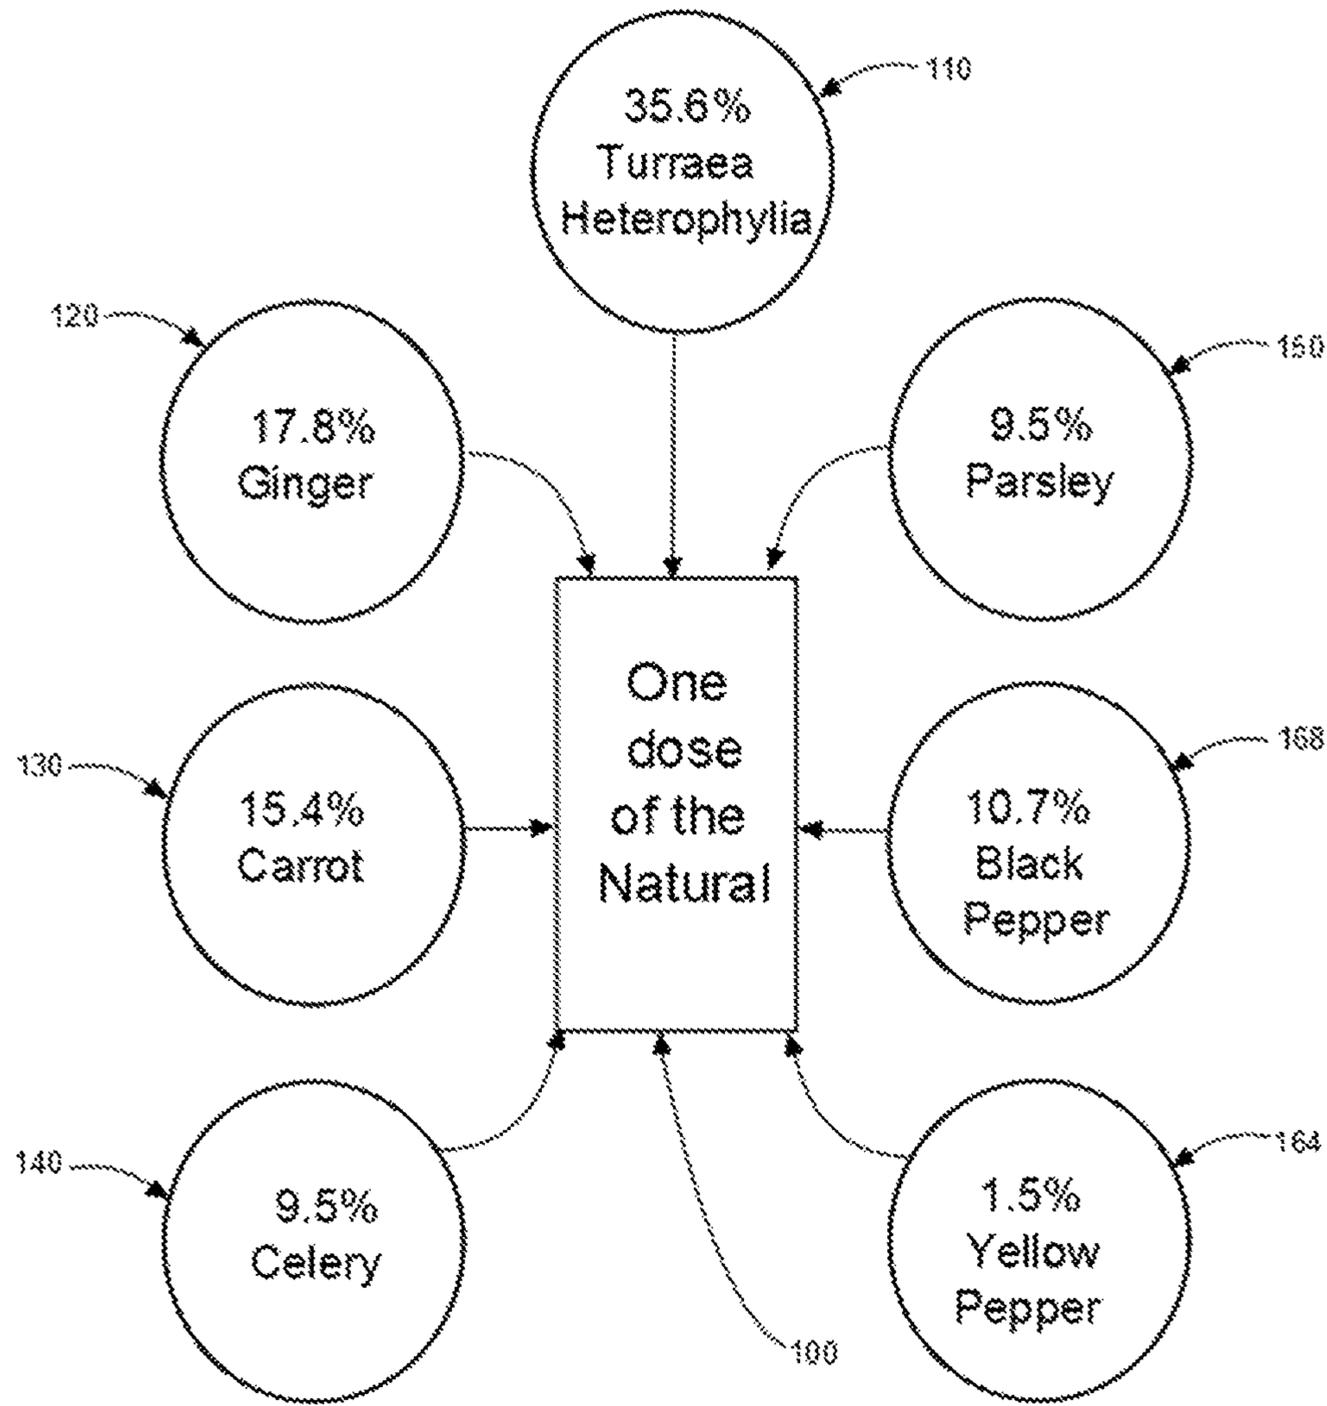 110
35.6%
Turraea
Heterophylia
120
150
17.8%
Ginger
9.5%
Parsley
One
dose
of the
Natural
130
168
15.4%
Carrot
10.7%
Black
Pepper
140
164
9.5%
Celery
1.5%
Yellow
Pepper
100